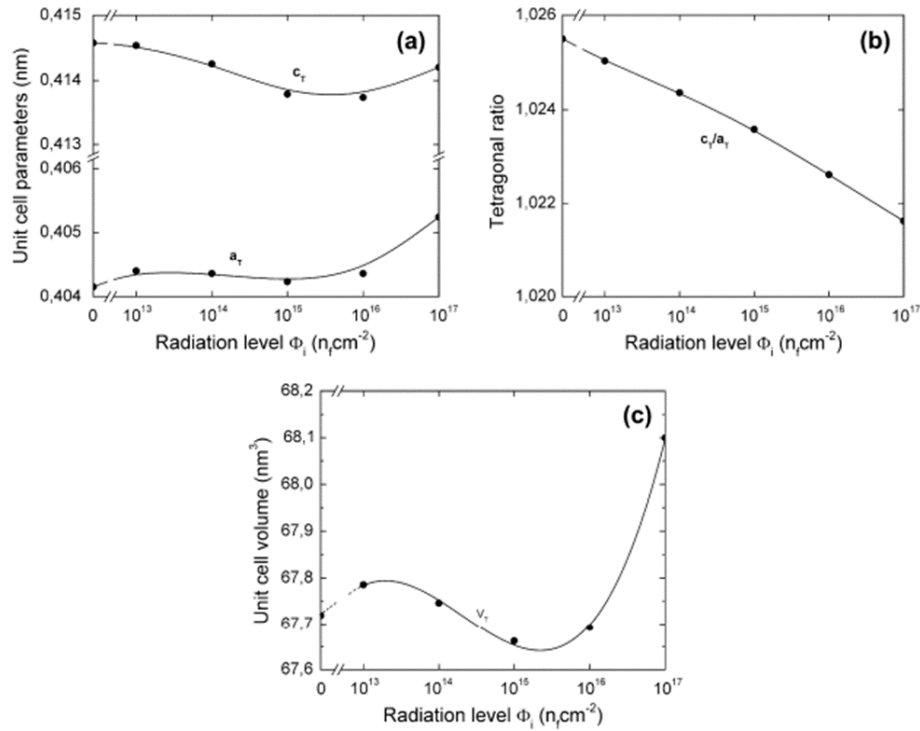 (a)
Unit cell parameters (nm)
0,415
0,414
0,413
0,406
0,405
0,404
c_T
a_T
0 10^13 10^14 10^15 10^16 10^17
Radiation level Φ_i (n_f cm^-2)
(b)
Tetragonal ratio
1,026
1,024
1,022
1,020
c_T/a_T
0 10^13 10^14 10^15 10^16 10^17
Radiation level Φ_i (n_f cm^-2)
(c)
Unit cell volume (nm^3)
68,2
68,1
68,0
67,9
67,8
67,7
67,6
V_T
0 10^13 10^14 10^15 10^16 10^17
Radiation level Φ_i (n_f cm^-2)